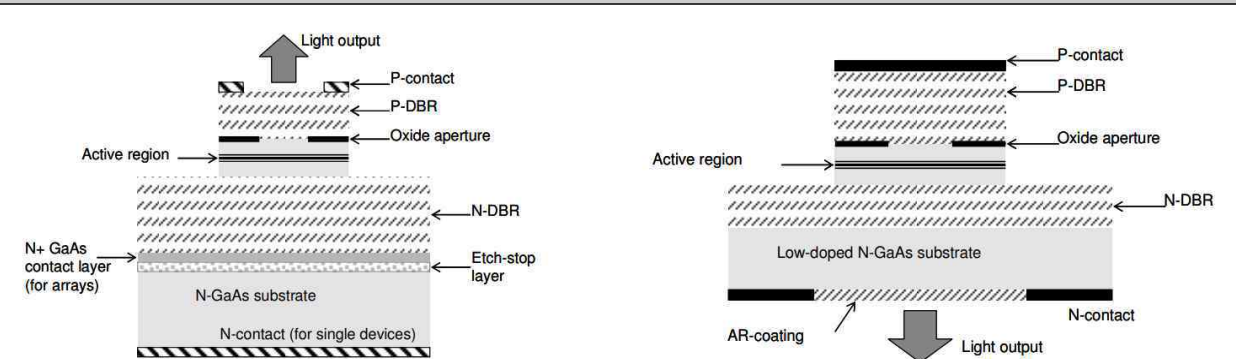 Light output
P-contact
P-DBR
Oxide aperture
Active region
N-DBR
N+ GaAs
contact layer
(for arrays)
Etch-stop
layer
N-GaAs substrate
N-contact (for single devices)
P-contact
P-DBR
Oxide aperture
Active region
N-DBR
Low-doped N-GaAs substrate
N-contact
AR-coating
Light output